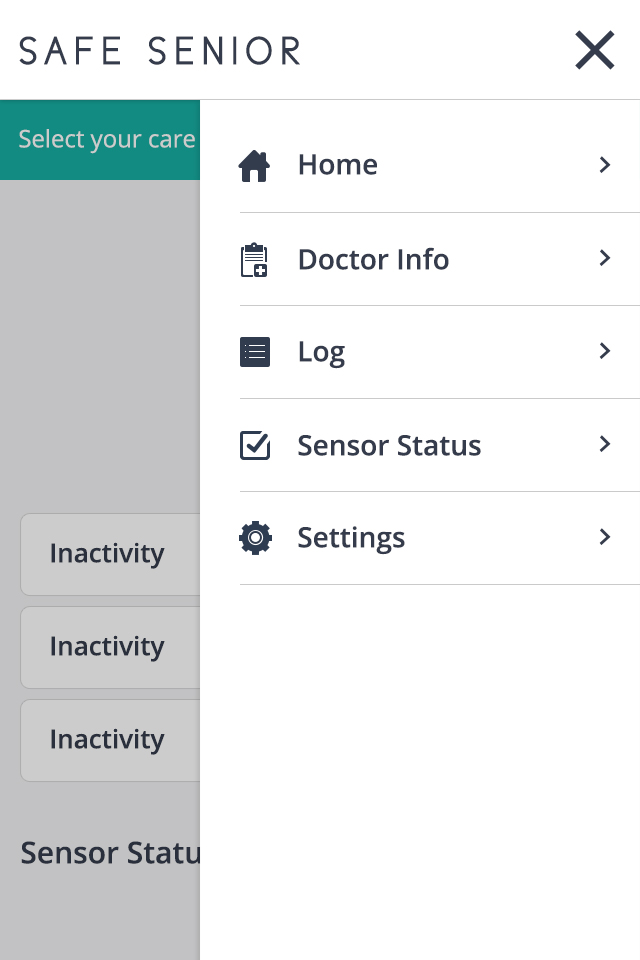 SAFE SENIOR
Select your care
Home
Doctor Info
Log
Sensor Status
Settings
Inactivity
Inactivity
Inactivity
Sensor Statu